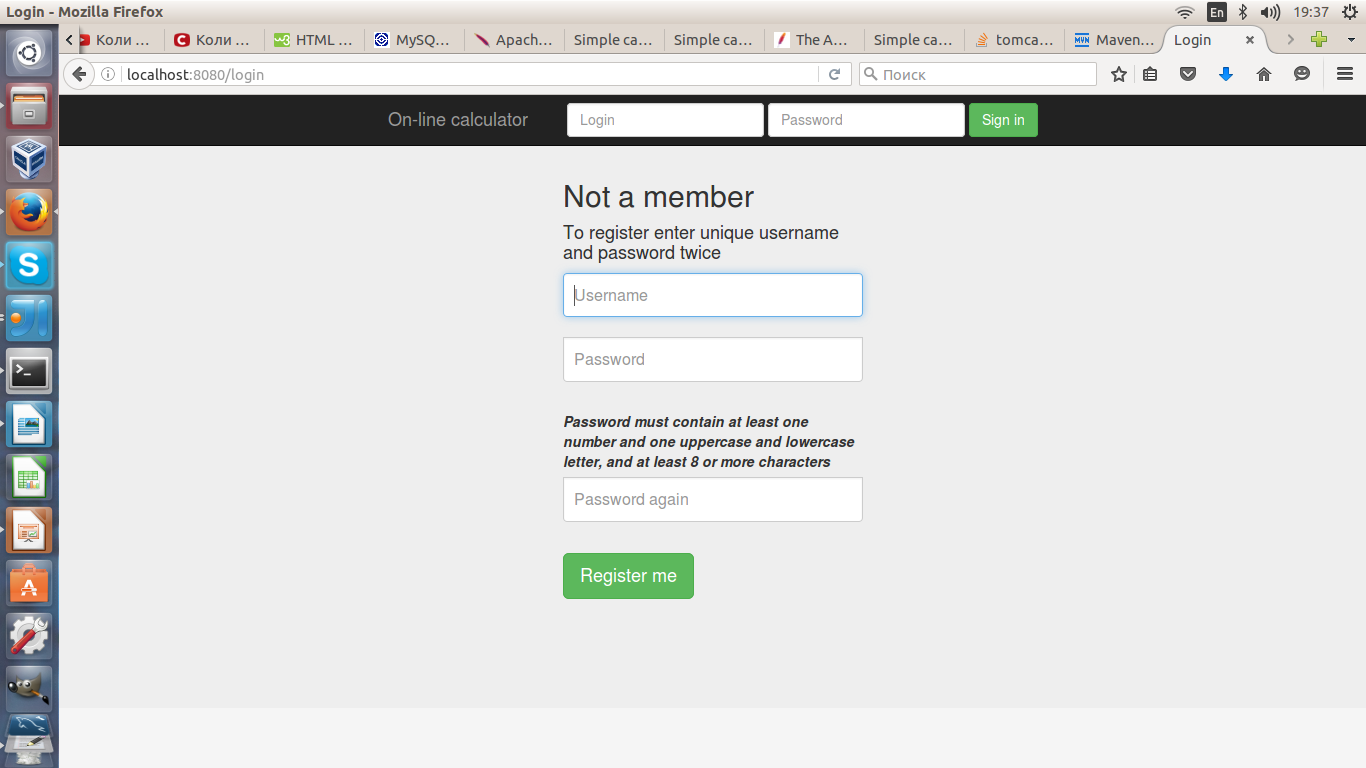 Login - Mozilla Firefox
En
19:37
Коли ...
Коли ...
HTML ...
MySQ...
Apach...
Simple ca...
Simple ca...
The A...
Simple ca...
tomca...
Maven...
Login
localhost:8080/login
Поиск
On-line calculator
Login
Password
Sign in
Not a member
To register enter unique username
and password twice
Username
Password
Password must contain at least one
number and one uppercase and lowercase
letter, and at least 8 or more characters
Password again
Register me